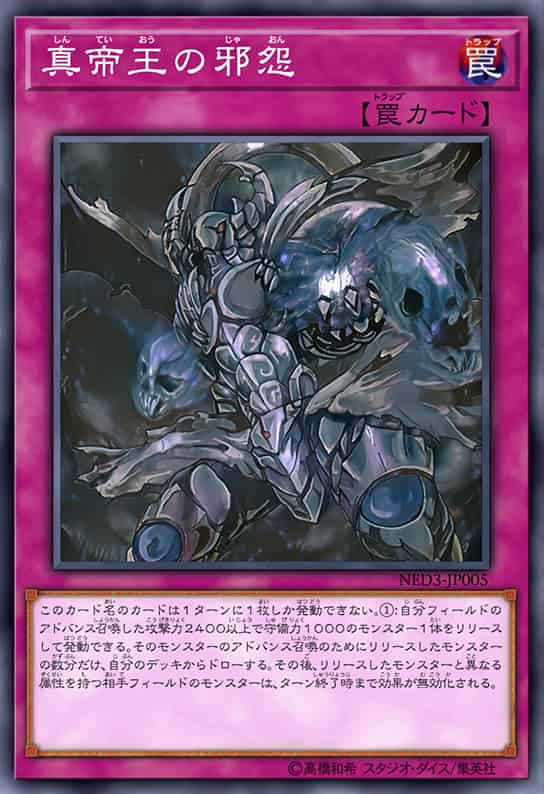 真帝王の邪怨
罠
【罠カード】
NED3-JP005
このカード名のカードは1ターンに1枚しか発動できない。①:自分フィールドの
アドバンス召喚した攻撃力2400以上で守備力1000のモンスター1体をリリース
して発動できる。そのモンスターのアドバンス召喚のためにリリースしたモンスター
の数分だけ、自分のデッキからドローする。その後、リリースしたモンスターと異なる
属性を持つ相手フィールドのモンスターは、ターン終了時まで効果が無効化される。
©高橋和希 スタジオ・ダイス/集英社